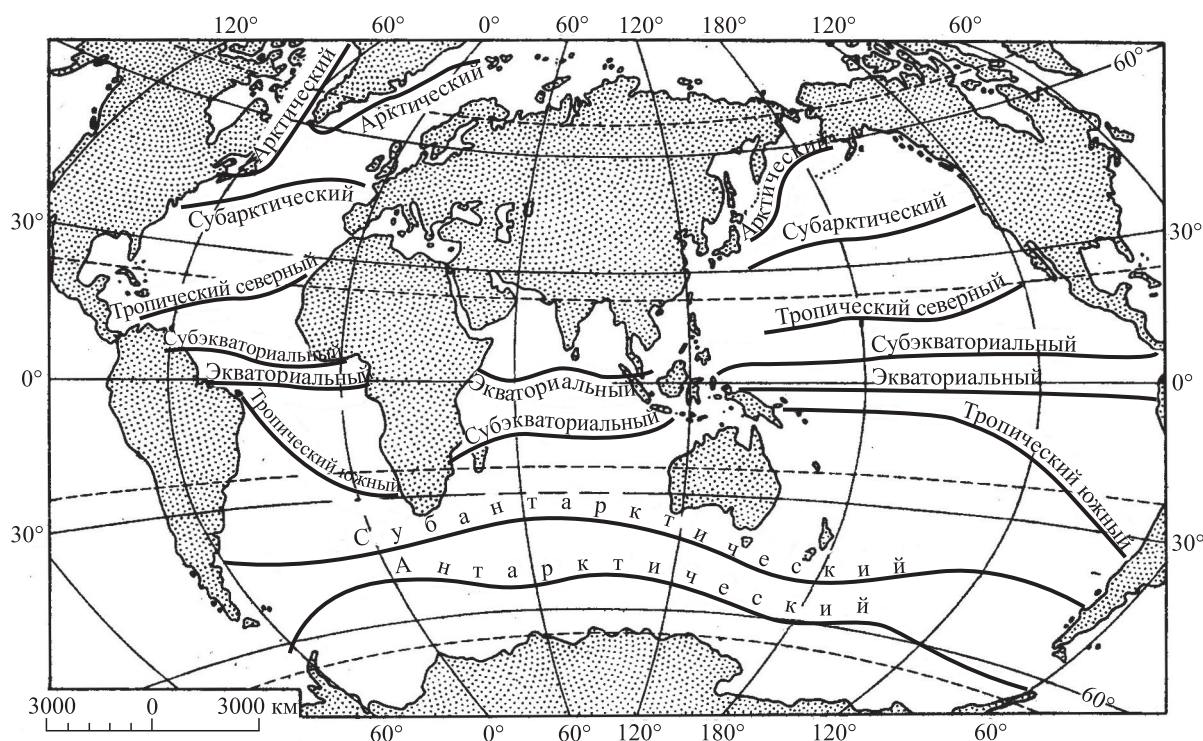 120° 60° 0° 60° 120° 180° 120° 60°
60°
Арктический
Арктический
Арктический
Субарктический
Субарктический
30°
30°
Тропический северный
Тропический северный
Субэкваториальный
Субэкваториальный
0°
Экваториальный
Экваториальный
Экваториальный
0°
Субэкваториальный
Тропический южный
Тропический южный
Субантарктический
30°
30°
Антарктический
60°
3000 0 3000 км
60° 0° 60° 120° 180° 120° 60°